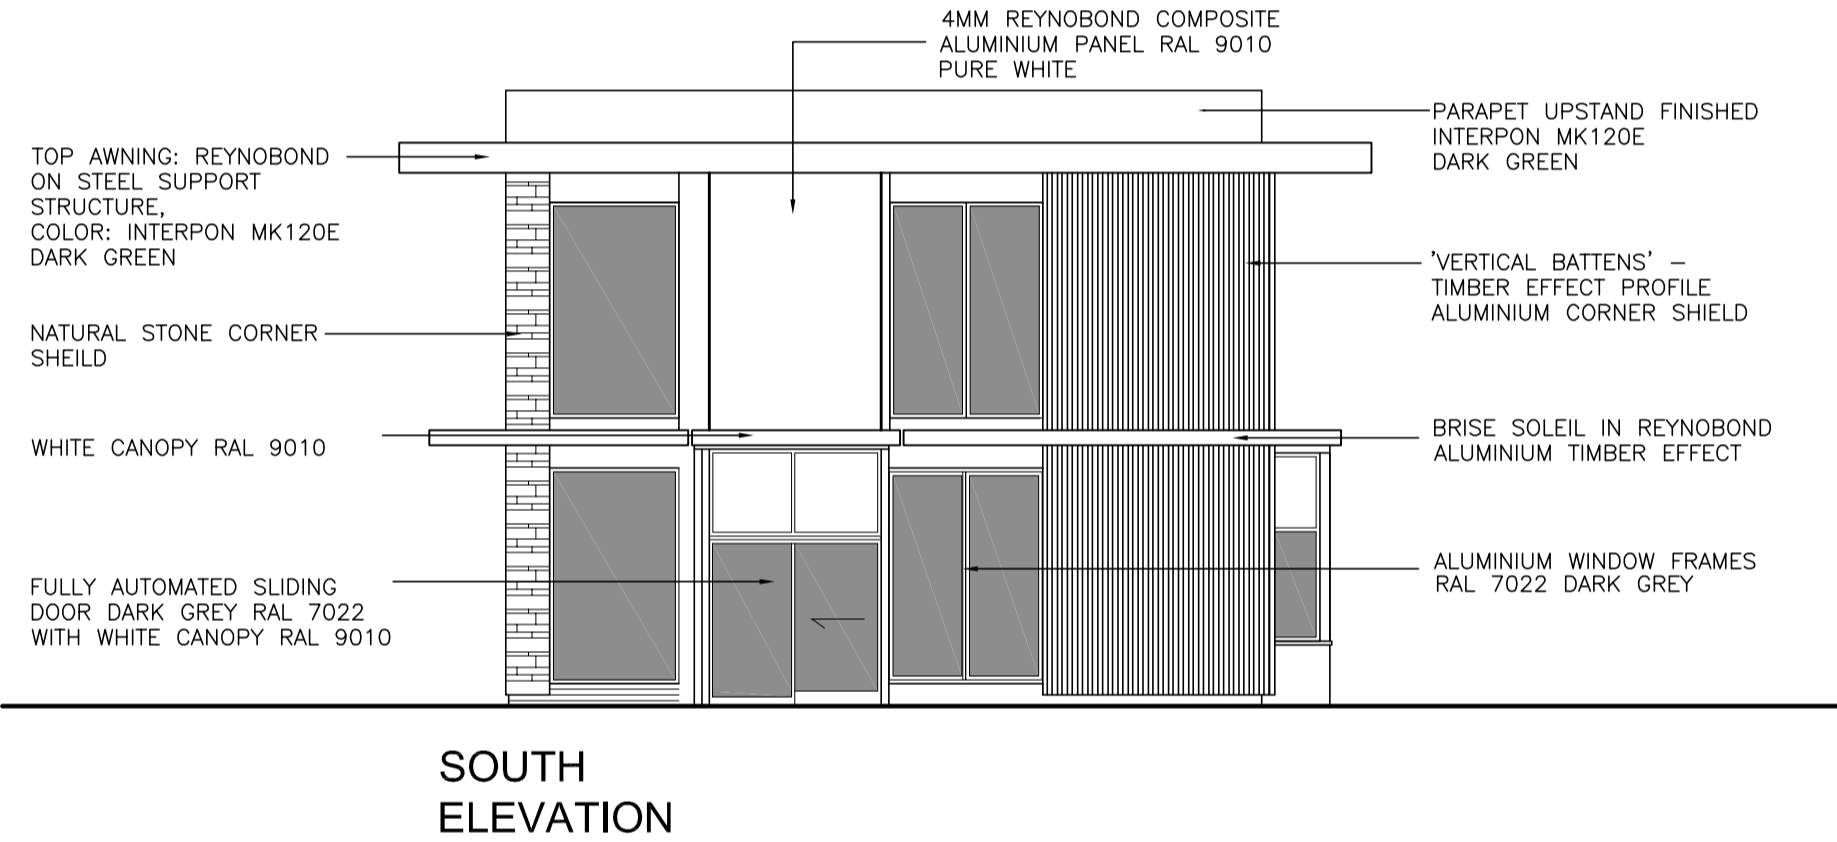 4MM REYNOBOND COMPOSITE
ALUMINIUM PANEL RAL 9010
PURE WHITE
TOP AWNING: REYNOBOND
ON STEEL SUPPORT
STRUCTURE,
COLOR: INTERPON MK120E
DARK GREEN
NATURAL STONE CORNER
SHEILD
WHITE CANOPY RAL 9010
FULLY AUTOMATED SLIDING
DOOR DARK GREY RAL 7022
WITH WHITE CANOPY RAL 9010
PARAPET UPSTAND FINISHED
INTERPON MK120E
DARK GREEN
'VERTICAL BATTENS' –
TIMBER EFFECT PROFILE
ALUMINIUM CORNER SHIELD
BRISE SOLEIL IN REYNOBOND
ALUMINIUM TIMBER EFFECT
ALUMINIUM WINDOW FRAMES
RAL 7022 DARK GREY
SOUTH
ELEVATION